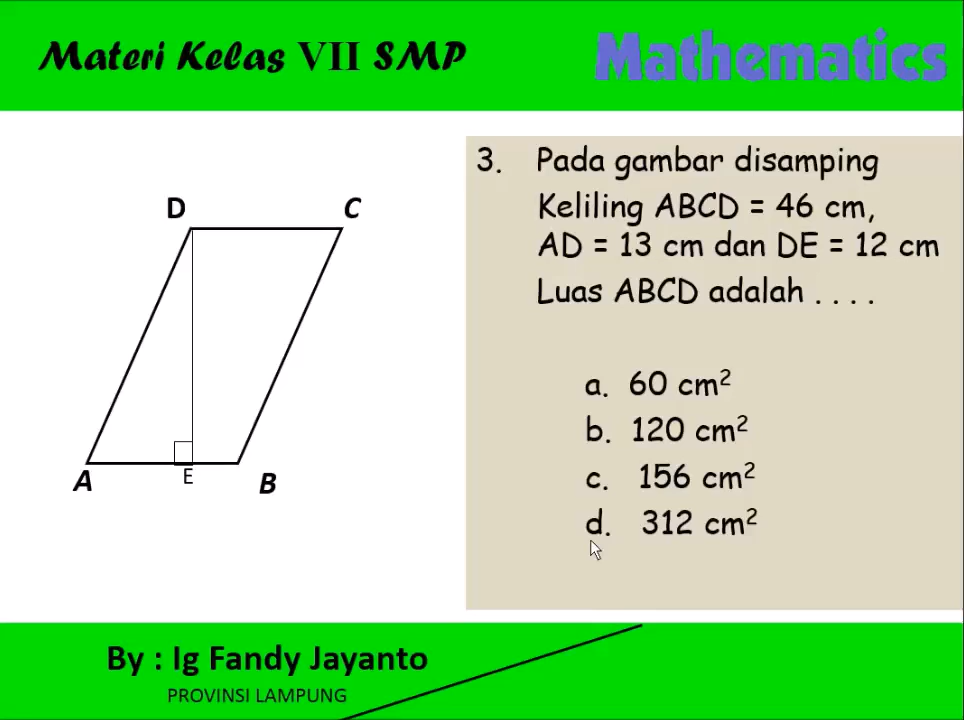 Materi Kelas VII SMP
Mathematics
D
C
A
E
B
3. Pada gambar disamping
Keliling ABCD = 46 cm,
AD = 13 cm dan DE = 12 cm
Luas ABCD adalah . . . .
a. 60 cm²
b. 120 cm²
c. 156 cm²
d. 312 cm²
By : Ig Fandy Jayanto
PROVINSI LAMPUNG